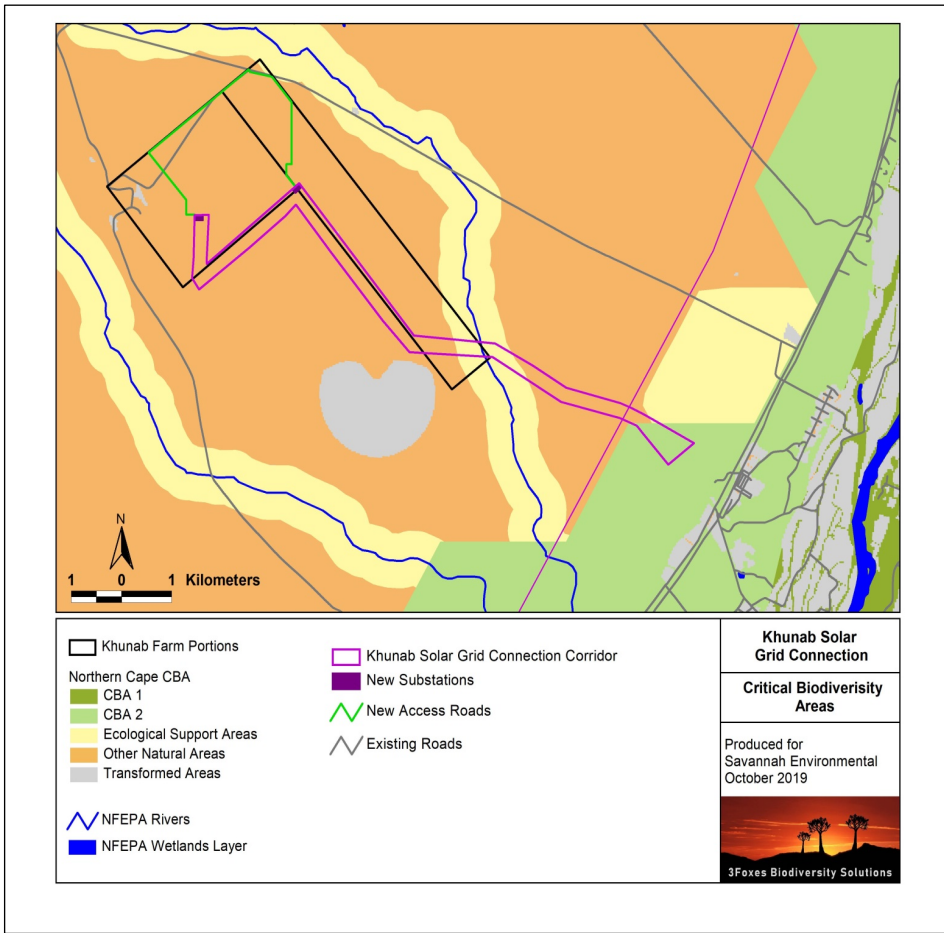 N
1 0 1 Kilometers
Khunab Farm Portions
Northern Cape CBA
CBA 1
CBA 2
Ecological Support Areas
Other Natural Areas
Transformed Areas
NFEPA Rivers
NFEPA Wetlands Layer
Khunab Solar Grid Connection Corridor
New Substations
New Access Roads
Existing Roads
Khunab Solar
Grid Connection
Critical Biodiverisity
Areas
Produced for
Savannah Environmental
October 2019
3Foxes Biodiversity Solutions